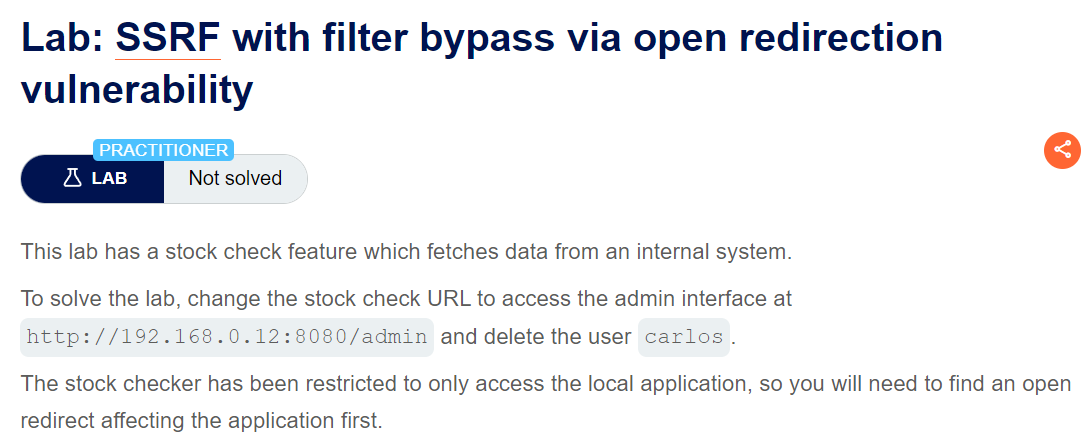 Lab: SSRF with filter bypass via open redirection
vulnerability
PRACTITIONER
LAB
Not solved
This lab has a stock check feature which fetches data from an internal system.
To solve the lab, change the stock check URL to access the admin interface at
http://192.168.0.12:8080/admin and delete the user carlos.
The stock checker has been restricted to only access the local application, so you will need to find an open
redirect affecting the application first.